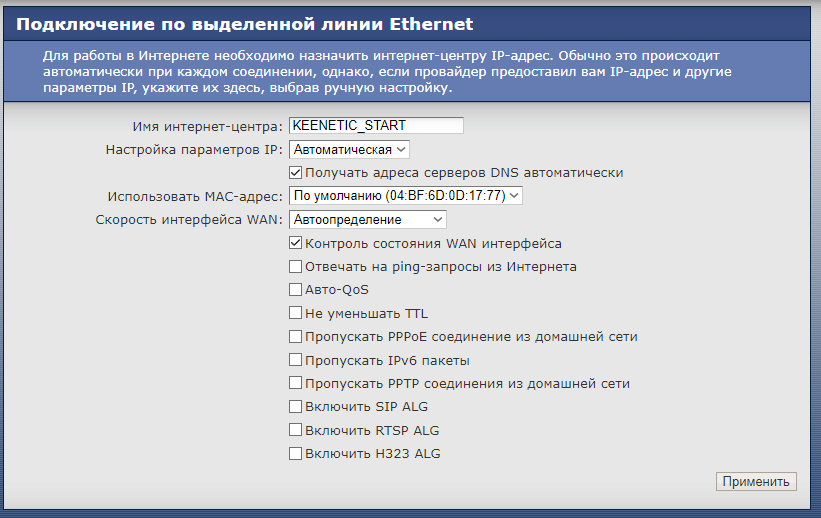 Подключение по выделенной линии Ethernet
Для работы в Интернете необходимо назначить интернет-центру IP-адрес. Обычно это происходит
автоматически при каждом соединении, однако, если провайдер предоставил вам IP-адрес и другие
параметры IP, укажите их здесь, выбрав ручную настройку.
Имя интернет-центра: KEENETIC_START
Настройка параметров IP: Автоматическая
Получать адреса серверов DNS автоматически
Использовать MAC-адрес: По умолчанию (04:BF:6D:0D:17:77)
Скорость интерфейса WAN: Автоопределение
Контроль состояния WAN интерфейса
Отвечать на ping-запросы из Интернета
Авто-QoS
Не уменьшать TTL
Пропускать PPPoE соединение из домашней сети
Пропускать IPv6 пакеты
Пропускать PPTP соединения из домашней сети
Включить SIP ALG
Включить RTSP ALG
Включить H323 ALG
Применить